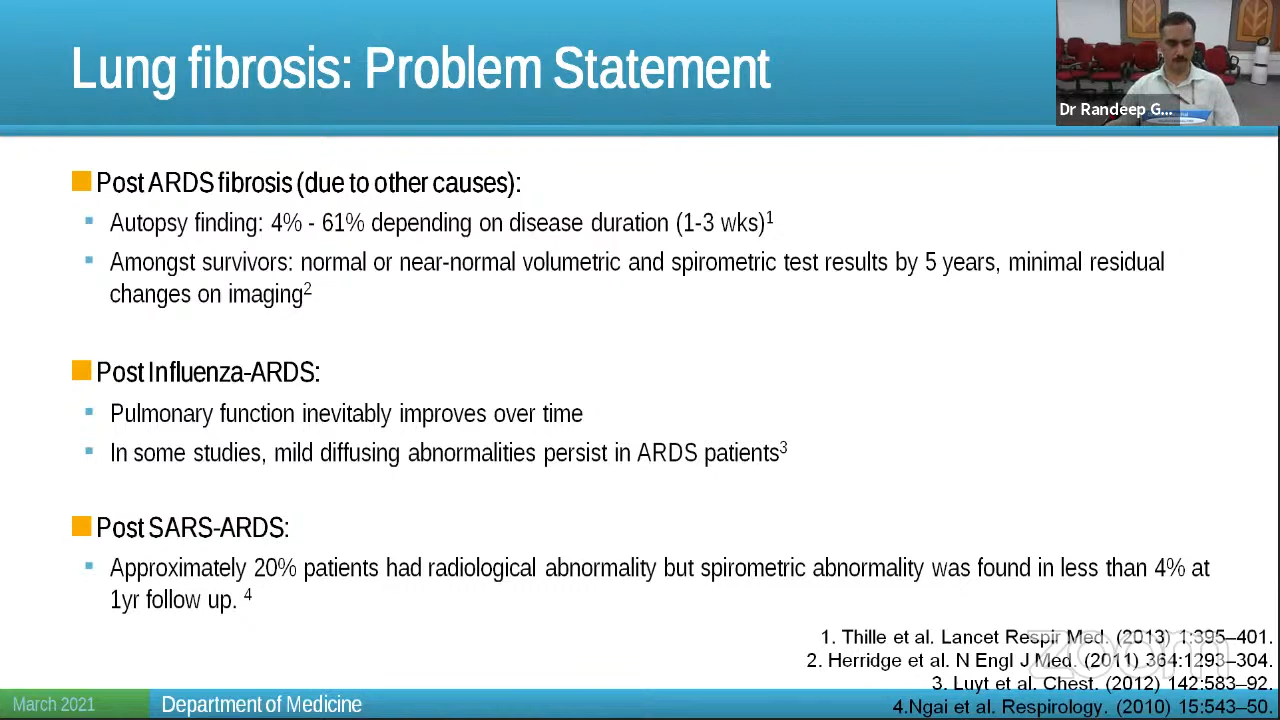 Lung fibrosis: Problem Statement
Dr Randeep G...
Post ARDS fibrosis (due to other causes):
Autopsy finding: 4% - 61% depending on disease duration (1-3 wks)1
Amongst survivors: normal or near-normal volumetric and spirometric test results by 5 years, minimal residual
changes on imaging2
Post Influenza-ARDS:
Pulmonary function inevitably improves over time
In some studies, mild diffusing abnormalities persist in ARDS patients3
Post SARS-ARDS:
Approximately 20% patients had radiological abnormality but spirometric abnormality was found in less than 4% at
1yr follow up. 4
1. Thille et al. Lancet Respir Med. (2013) 1:395–401.
2. Herridge et al. N Engl J Med. (2011) 364:1293–304.
3. Luyt et al. Chest. (2012) 142:583–92.
4.Ngai et al. Respirology. (2010) 15:543–50.
zoom
March 2021
Department of Medicine